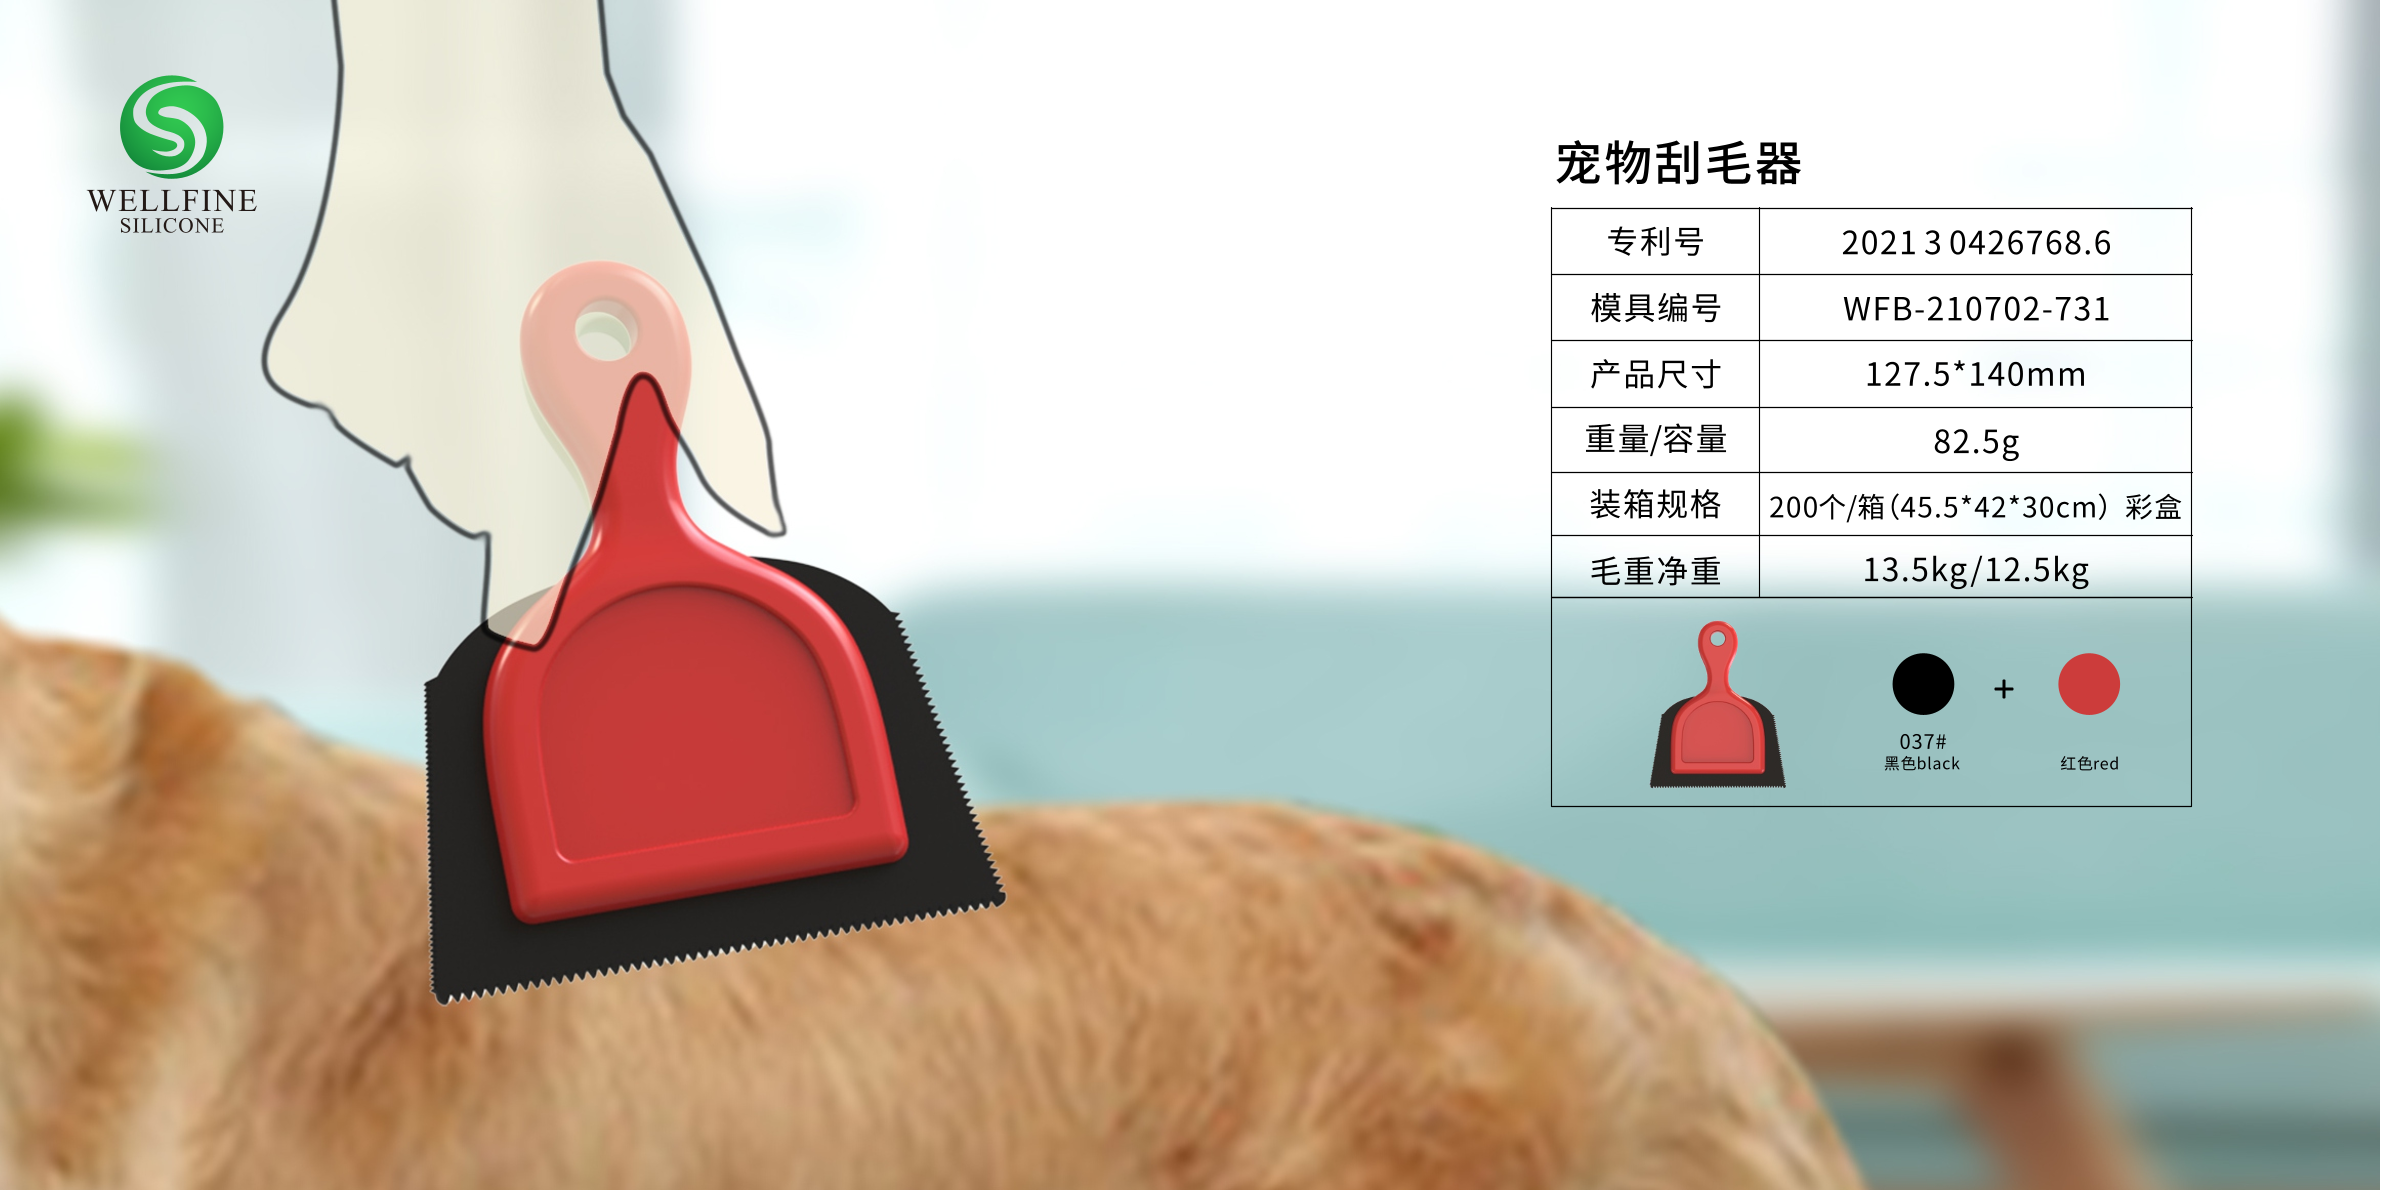 WELLFINE
SILICONE
宠物刮毛器
专利号 2021 3 0426768.6
模具编号 WFB-210702-731
产品尺寸 127.5*140mm
重量/容量 82.5g
装箱规格 200个/箱(45.5*42*30cm）彩盒
毛重净重 13.5kg/12.5kg
+
037#
黑色black 红色red